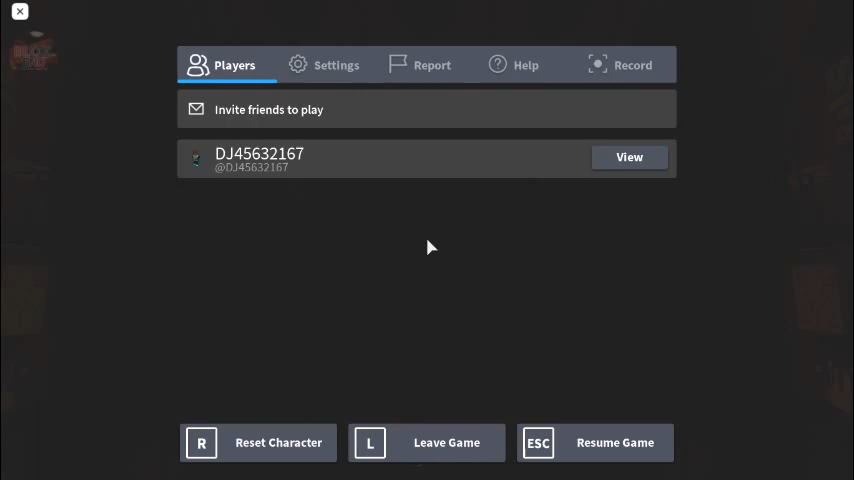 Players Settings Report Help Record
Invite friends to play
DJ45632167
@DJ45632167
View
R Reset Character L Leave Game ESC Resume Game